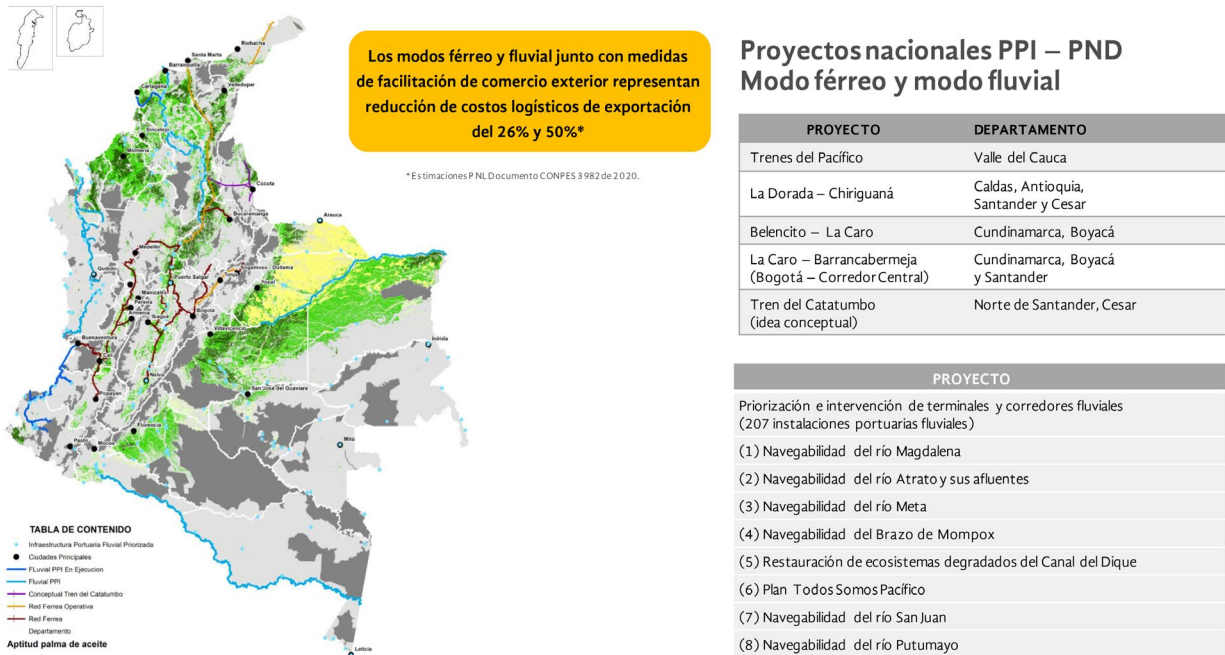 Los modos férreo y fluvial junto con medidas
de facilitación de comercio exterior representan
reducción de costos logísticos de exportación
del 26% y 50%*
*Estimaciones PNL Documento CONPES 3982 de 2020.
Proyectos nacionales PPI – PND
Modo férreo y modo fluvial
PROYECTO DEPARTAMENTO
Trenes del Pacífico Valle del Cauca
La Dorada – Chiriguaná Caldas, Antioquia,
Santander y Cesar
Belencito – La Caro Cundinamarca, Boyacá
La Caro – Barrancabermeja Cundinamarca, Boyacá
(Bogotá – Corredor Central) y Santander
Tren del Catatumbo Norte de Santander, Cesar
(idea conceptual)
PROYECTO
Priorización e intervención de terminales y corredores fluviales
(207 instalaciones portuarias fluviales)
(1) Navegabilidad del río Magdalena
(2) Navegabilidad del río Atrato y sus afluentes
(3) Navegabilidad del río Meta
(4) Navegabilidad del Brazo de Mompox
(5) Restauración de ecosistemas degradados del Canal del Dique
(6) Plan Todos Somos Pacífico
(7) Navegabilidad del río San Juan
(8) Navegabilidad del río Putumayo
Riohacha
Santa Marta
Barranquilla
Valledupar
Cartagena
Sincelejo
Montería
Cúcuta
Bucaramanga
Arauca
Medellín
Quibdó
Puerto Salgar
Tunja
Sogamoso - Duitama
Yopal
Manizales
Pereira
Armenia
Ibagué
Bogotá
Villavicencio
Buenaventura
Cali
Inírida
Neiva
San José del Guaviare
Popayán
Florencia
Mitú
Pasto
Mocoa
Leticia
TABLA DE CONTENIDO
Infraestructura Portuaria Fluvial Priorizada
Ciudades Principales
FLuvial PPI En Ejecucion
Fluvial PPI
Conceptual Tren del Catatumbo
Red Ferrea Operativa
Red Ferrea
Departamento
Aptitud palma de aceite